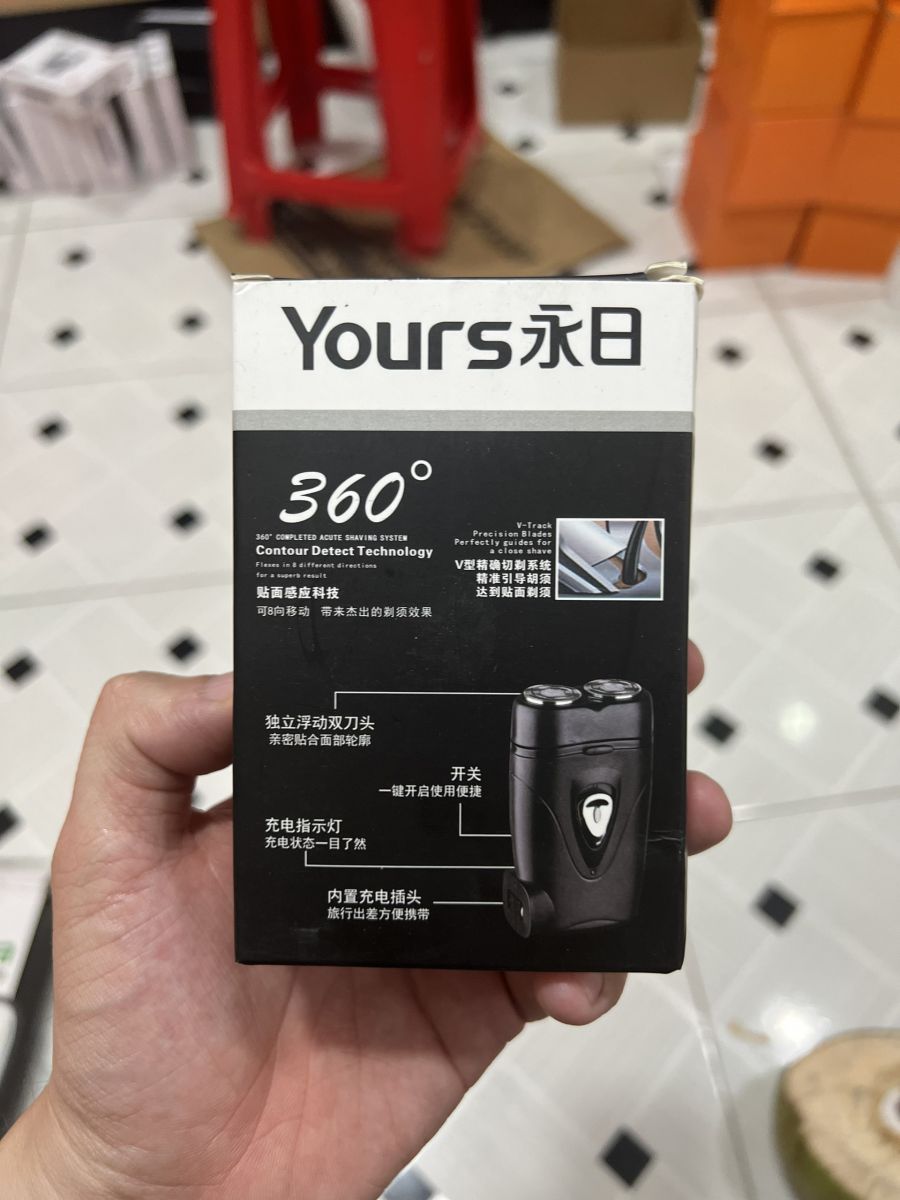 Yours永日
360°
360° COMPLETED ACUTE SHAVING SYSTEM
Contour Detect Technology
Flexes in 8 different directions
for a superb result
贴面感应科技
可8向移动 带来杰出的剃须效果
V-Track
Precision Blades
Perfectly guides for
a close shave
V型精确切剃系统
精准引导胡须
达到贴面剃须
独立浮动双刀头
亲密贴合面部轮廓
开关
一键开启使用便捷
充电指示灯
充电状态一目了然
内置充电插头
旅行出差方便携带